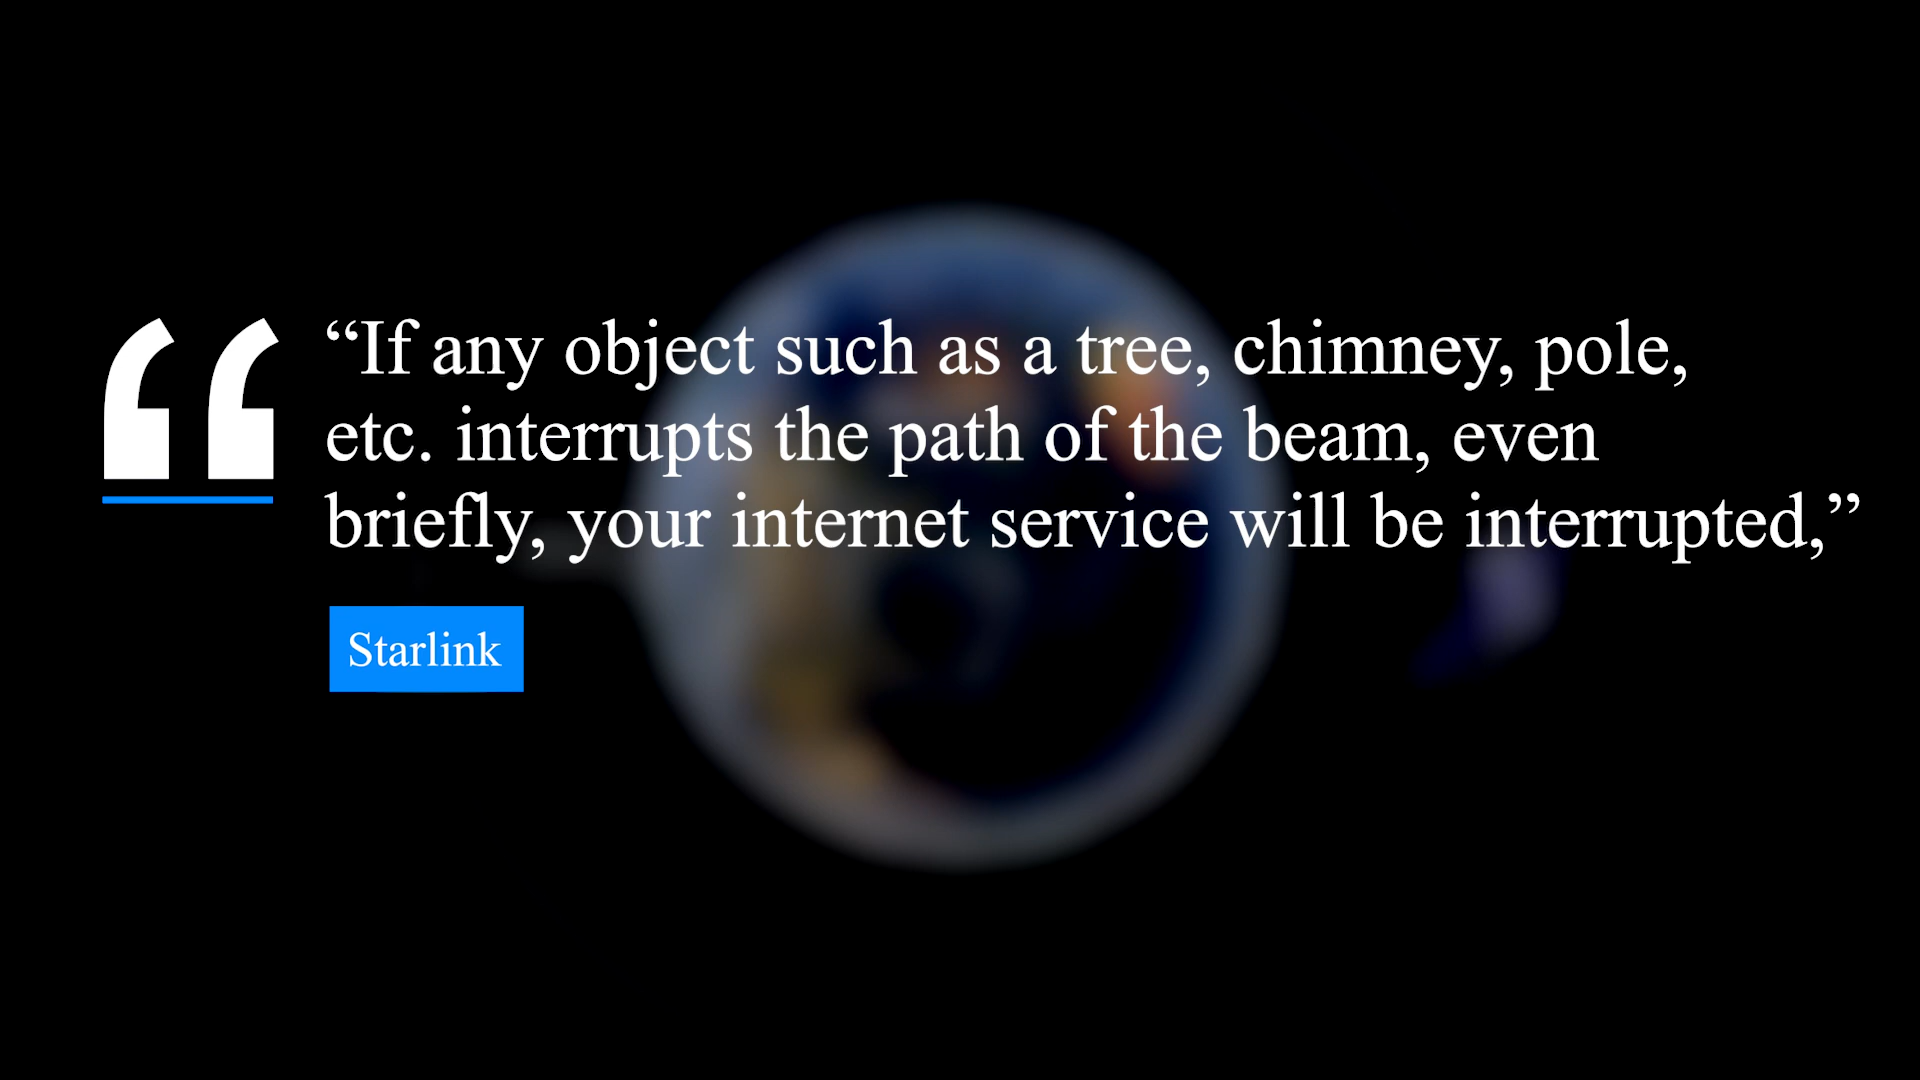 “If any object such as a tree, chimney, pole,
etc. interrupts the path of the beam, even
briefly, your internet service will be interrupted,”
Starlink